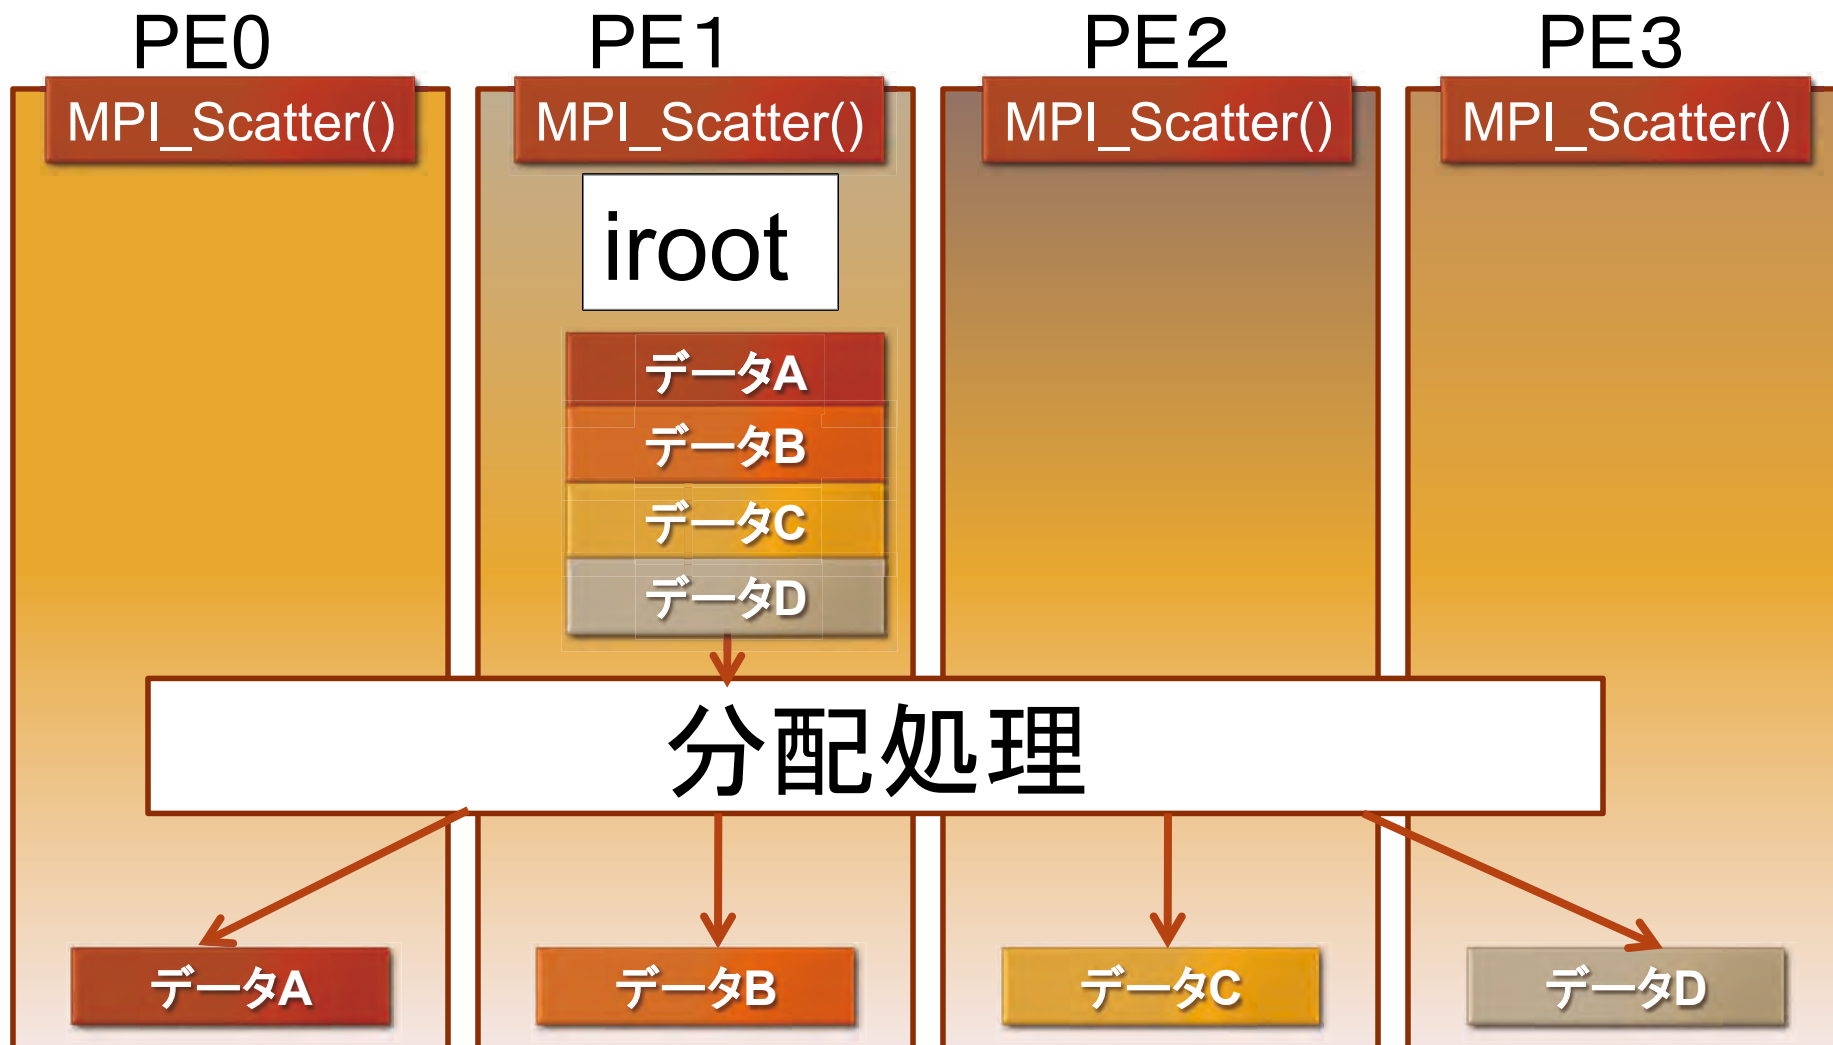 PE0
PE1
PE2
PE3
MPI_Scatter()
MPI_Scatter()
MPI_Scatter()
MPI_Scatter()
iroot
データA
データB
データC
データD
分配処理
データA
データB
データC
データD